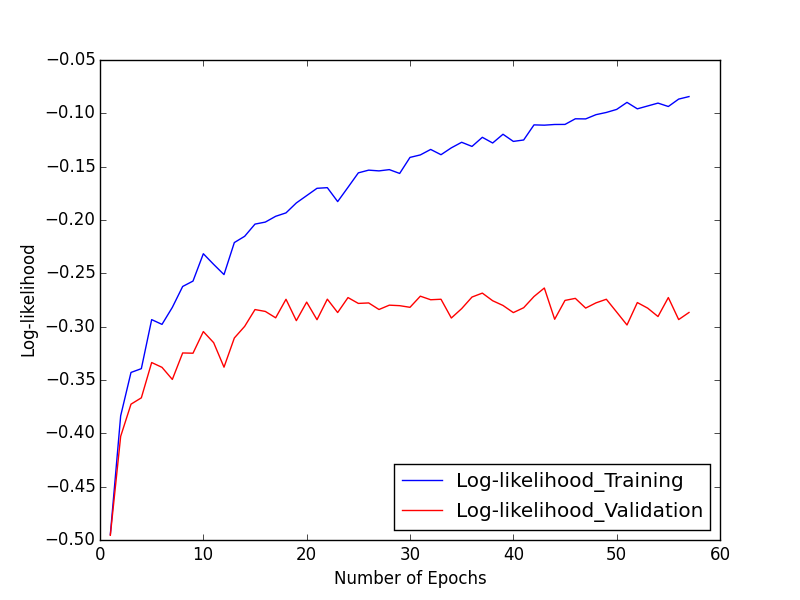 −0.05
−0.10
−0.15
−0.20
−0.25
−0.30
−0.35
−0.40
−0.45
−0.50
Log-likelihood
Log-likelihood_Training
Log-likelihood_Validation
0 10 20 30 40 50 60
Number of Epochs